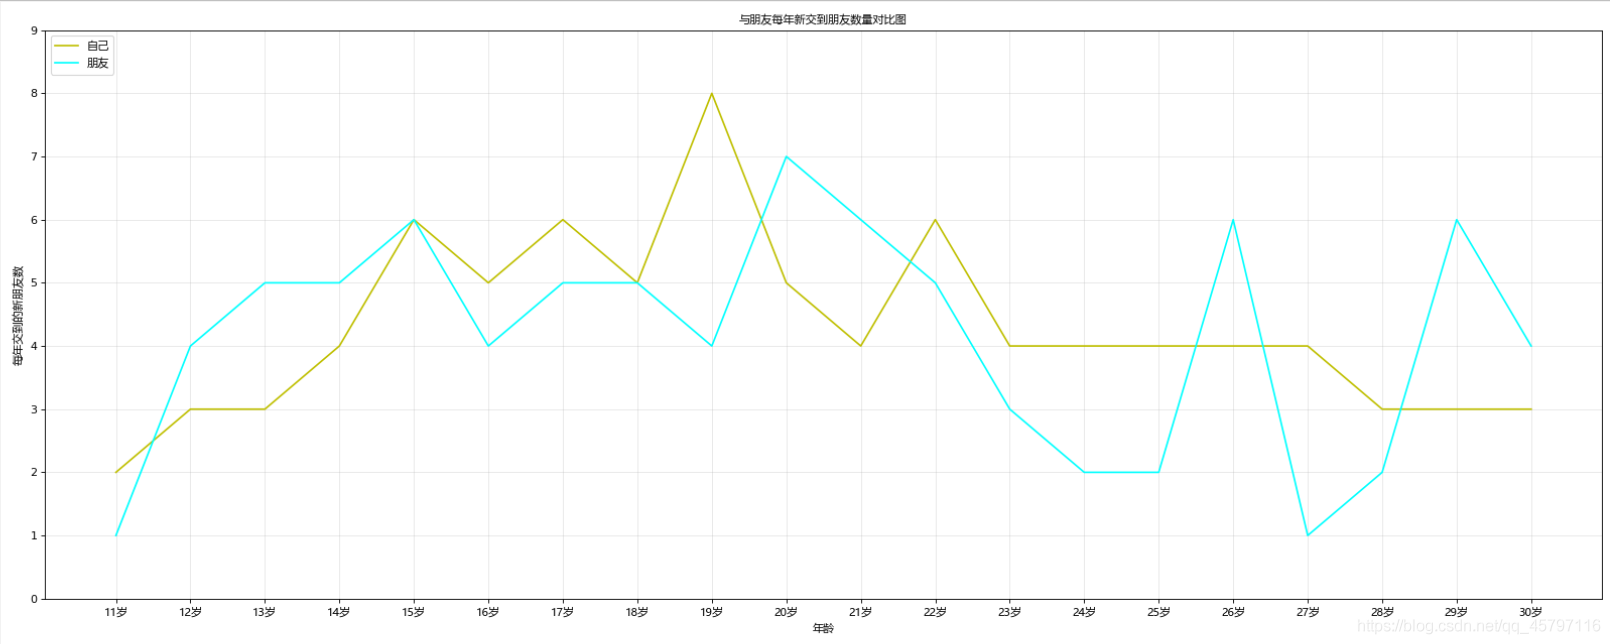 与朋友每年新交到朋友数量对比图
自己
朋友
9
8
7
6
5
4
3
2
1
0
每年交到的新朋友数
11岁 12岁 13岁 14岁 15岁 16岁 17岁 18岁 19岁 20岁 21岁 22岁 23岁 24岁 25岁 26岁 27岁 28岁 29岁 30岁
年龄
https://blog.csdn.net/qq_45797116